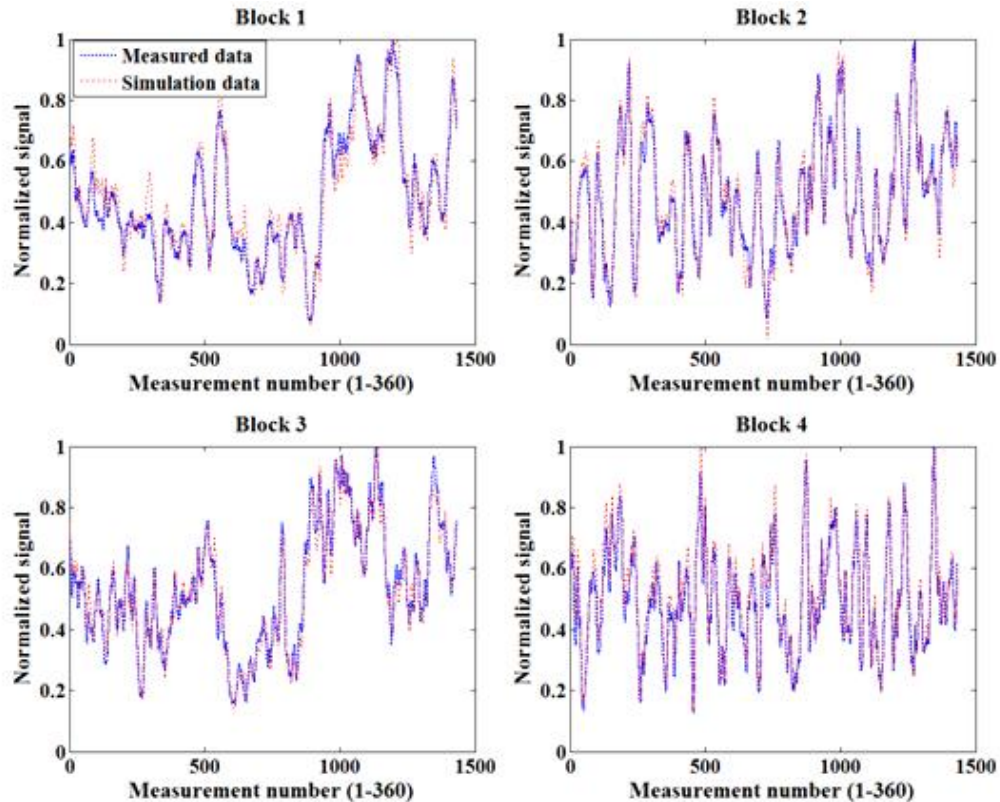 Block 1
Block 2
1
0.8
0.6
0.4
0.2
0
Normalized signal
Measured data
Simulation data
0 500 1000 1500
Measurement number (1-360)
1
0.8
0.6
0.4
0.2
0
Normalized signal
0 500 1000 1500
Measurement number (1-360)
Block 3
Block 4
1
0.8
0.6
0.4
0.2
0
Normalized signal
0 500 1000 1500
Measurement number (1-360)
1
0.8
0.6
0.4
0.2
0
Normalized signal
0 500 1000 1500
Measurement number (1-360)